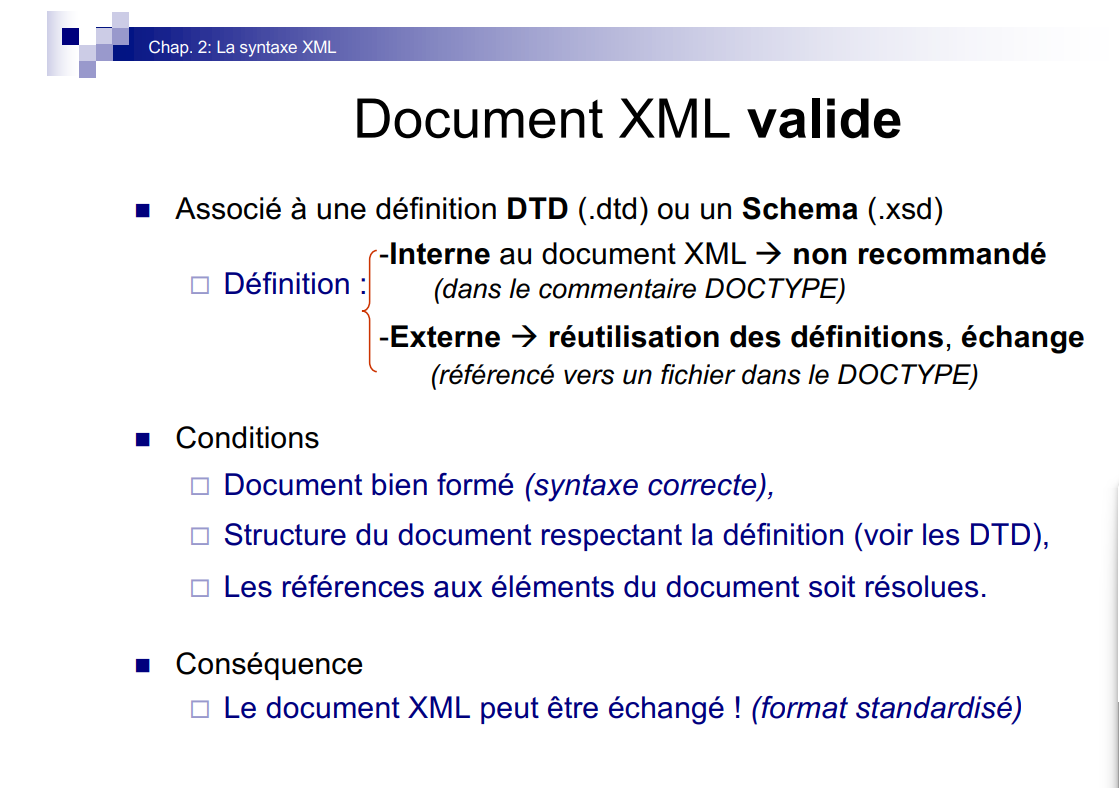 Chap. 2: La syntaxe XML
Document XML valide
Associé à une définition DTD (.dtd) ou un Schema (.xsd)
Définition :
-Interne au document XML → non recommandé
(dans le commentaire DOCTYPE)
-Externe → réutilisation des définitions, échange
(référencé vers un fichier dans le DOCTYPE)
Conditions
Document bien formé (syntaxe correcte),
Structure du document respectant la définition (voir les DTD),
Les références aux éléments du document soit résolues.
Conséquence
Le document XML peut être échangé ! (format standardisé)